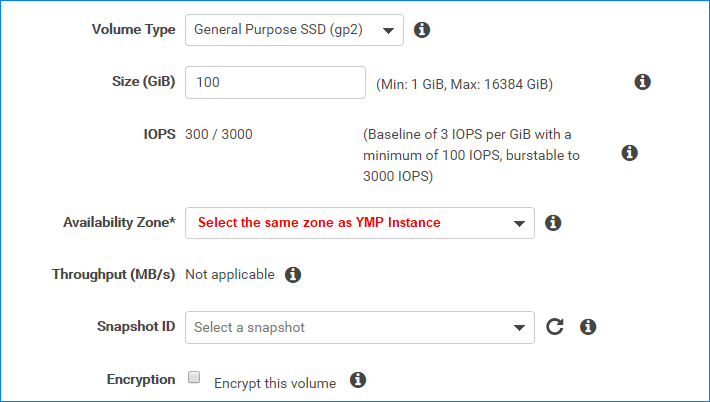 Volume Type General Purpose SSD (gp2)
Size (GiB) 100 (Min: 1 GiB, Max: 16384 GiB)
IOPS 300 / 3000 (Baseline of 3 IOPS per GiB with a
minimum of 100 IOPS, burstable to
3000 IOPS)
Availability Zone* Select the same zone as YMP Instance
Throughput (MB/s) Not applicable
Snapshot ID Select a snapshot
Encryption Encrypt this volume